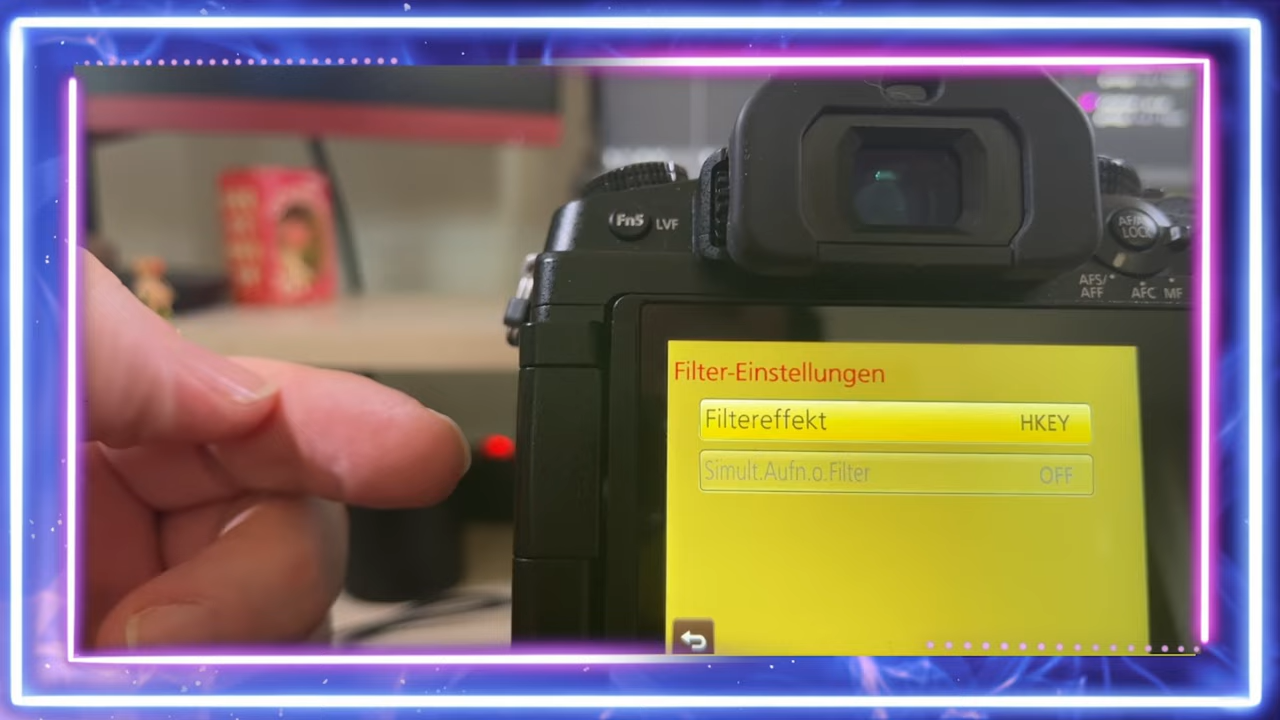 Fn5 LVF
AF/AE
LOCK
AFS/
AFF AFC MF
Filter-Einstellungen
Filtereffekt HKEY
Simult.Aufn.o.Filter OFF